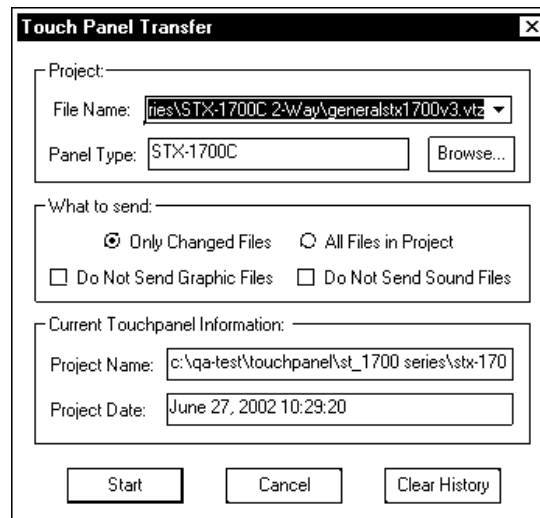 Touch Panel Transfer
Project:
File Name: ries\STX-1700C 2-Way\generalstx1700v3.vtz
Panel Type: STX-1700C Browse...
What to send:
Only Changed Files All Files in Project
Do Not Send Graphic Files Do Not Send Sound Files
Current Touchpanel Information:
Project Name: c:\qa-test\touchpanel\st_1700 series\stx-170
Project Date: June 27, 2002 10:29:20
Start Cancel Clear History